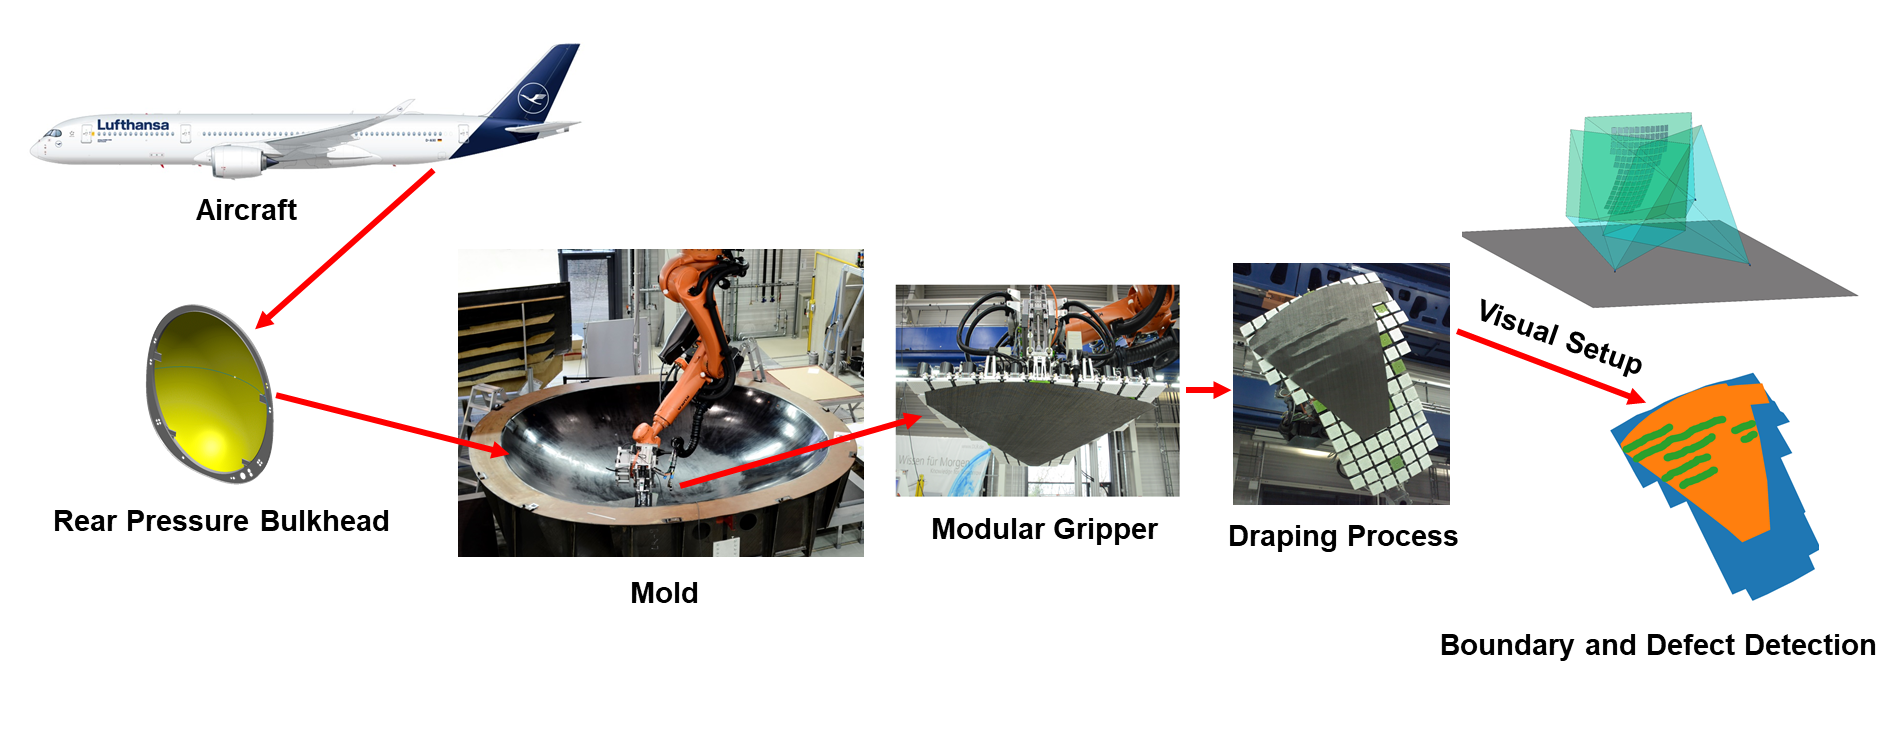 Lufthansa
Aircraft
Rear Pressure Bulkhead
Mold
Wissen für Morgen
Modular Gripper
Draping Process
Visual Setup
Boundary and Defect Detection